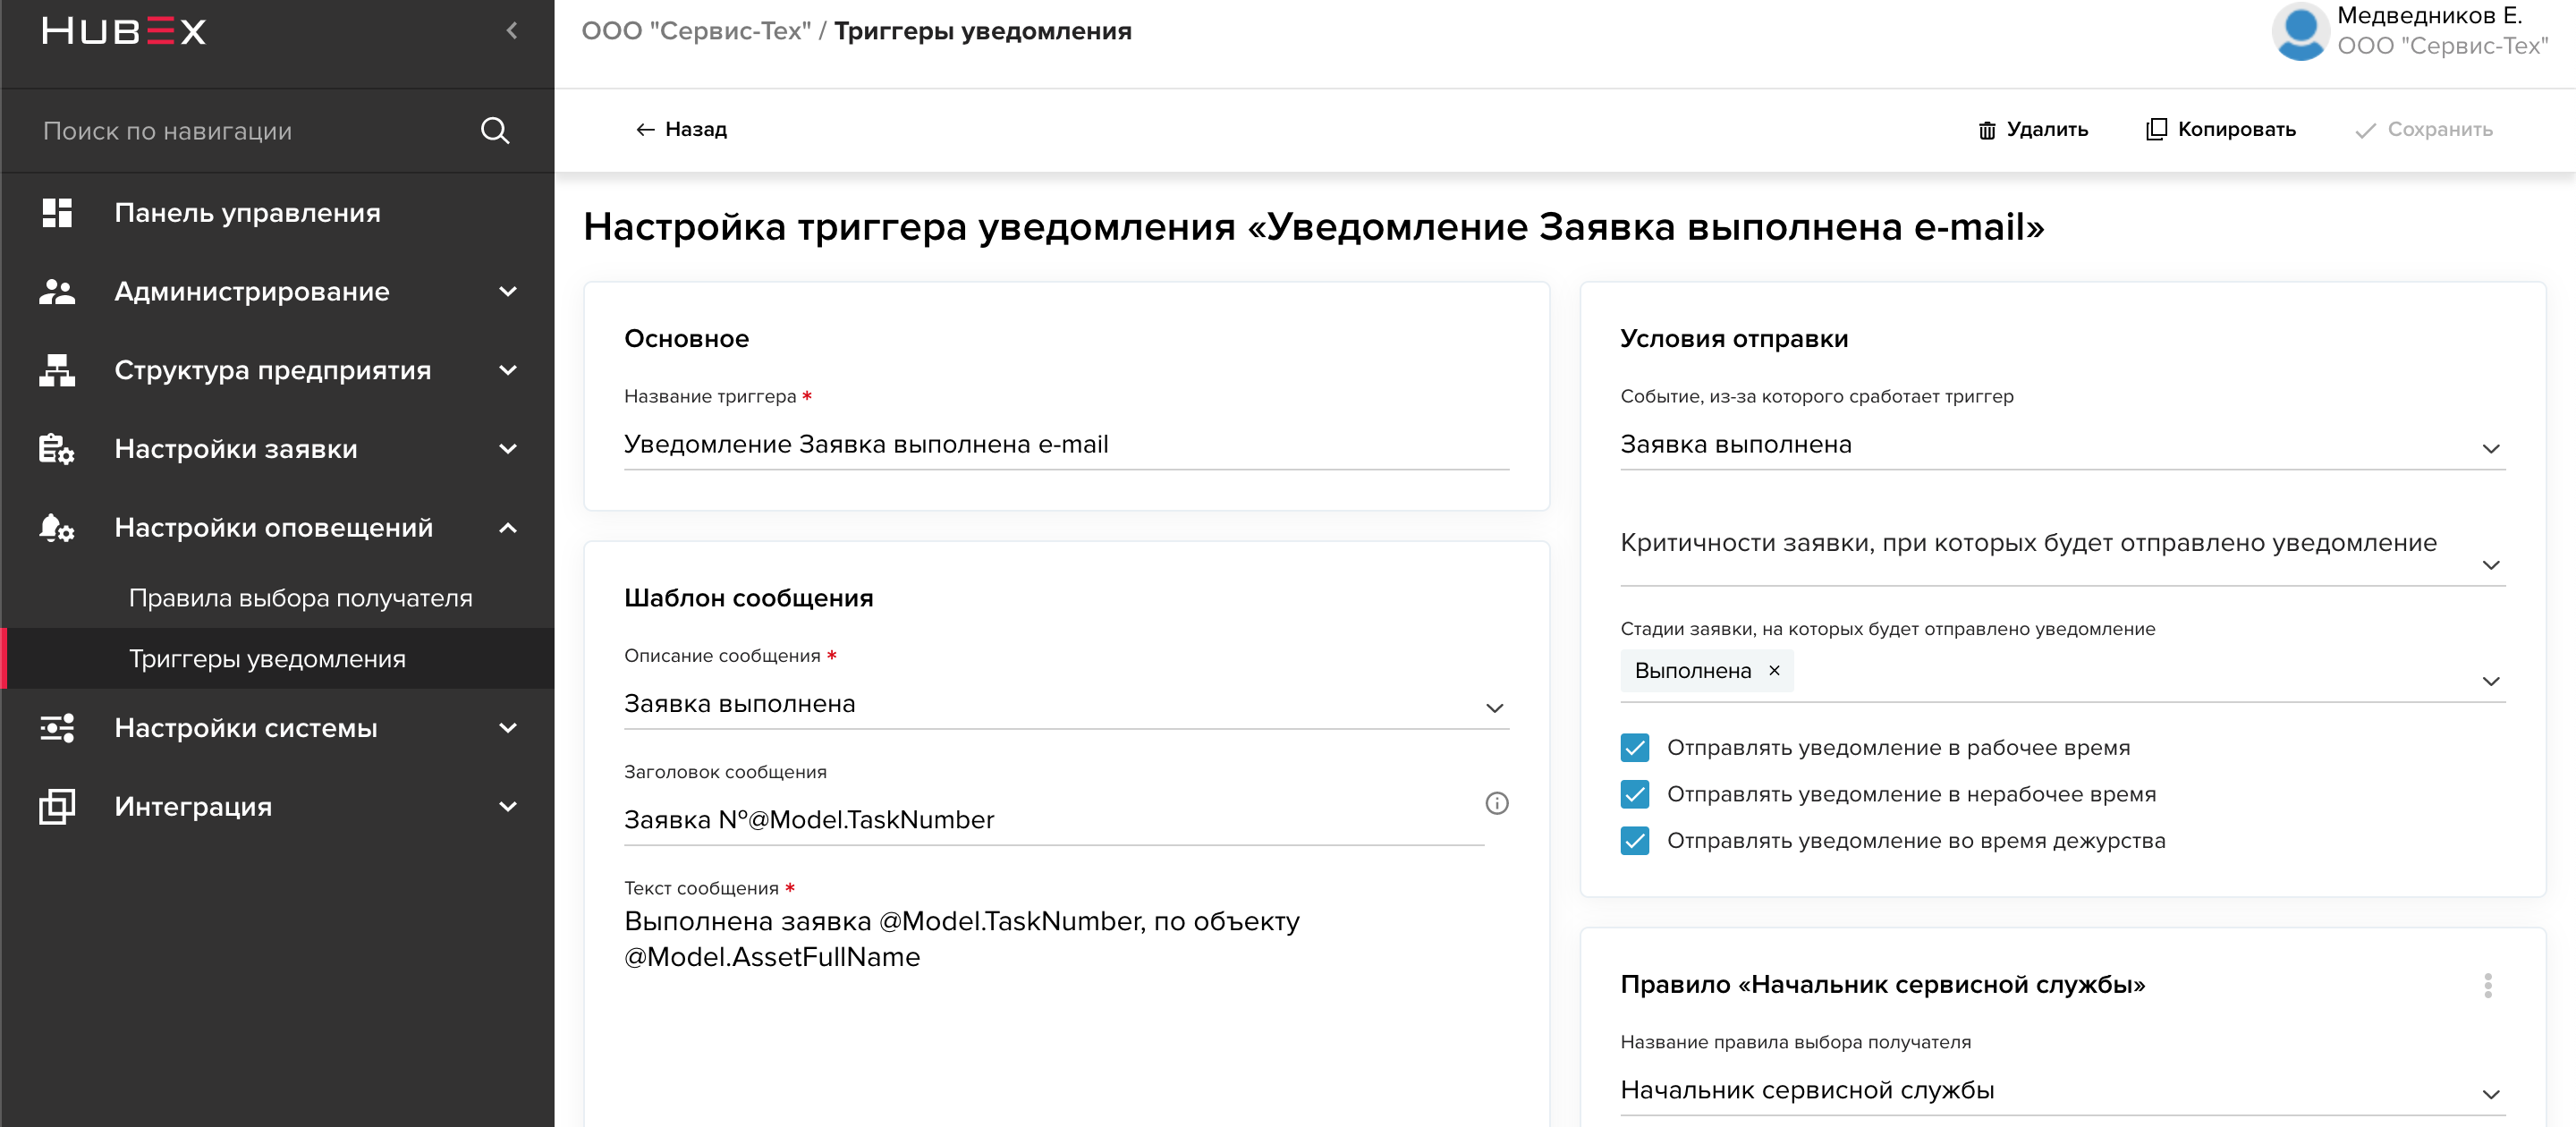 HUBEX
Поиск по навигации
Панель управления
Администрирование
Структура предприятия
Настройки заявки
Настройки оповещений
Правила выбора получателя
Триггеры уведомления
Настройки системы
Интеграция
ООО "Сервис-Тех" / Триггеры уведомления
Медведников Е.
ООО "Сервис-Тех"
← Назад
Удалить
Копировать
Сохранить
Настройка триггера уведомления «Уведомление Заявка выполнена e-mail»
Основное
Название триггера *
Уведомление Заявка выполнена e-mail
Шаблон сообщения
Описание сообщения *
Заявка выполнена
Заголовок сообщения
Заявка №@Model.TaskNumber
Текст сообщения *
Выполнена заявка @Model.TaskNumber, по объекту
@Model.AssetFullName
Условия отправки
Событие, из-за которого сработает триггер
Заявка выполнена
Критичности заявки, при которых будет отправлено уведомление
Стадии заявки, на которых будет отправлено уведомление
Выполнена ×
Отправлять уведомление в рабочее время
Отправлять уведомление в нерабочее время
Отправлять уведомление во время дежурства
Правило «Начальник сервисной службы»
Название правила выбора получателя
Начальник сервисной службы